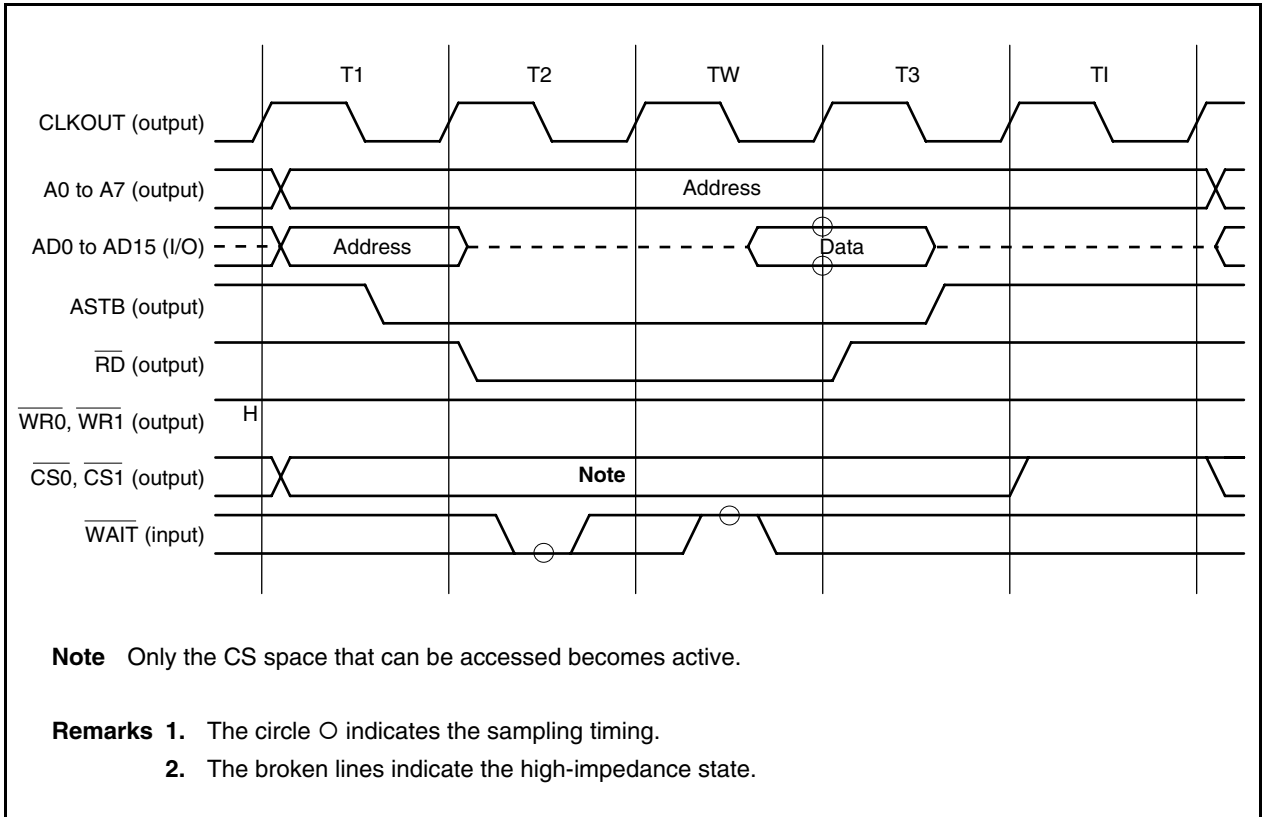 T1 T2 TW T3 TI
CLKOUT (output)
A0 to A7 (output) Address
AD0 to AD15 (I/O) Address Data
ASTB (output)
RD (output)
WR0, WR1 (output) H
CS0, CS1 (output) Note
WAIT (input)
Note Only the CS space that can be accessed becomes active.
Remarks 1. The circle O indicates the sampling timing.
2. The broken lines indicate the high-impedance state.